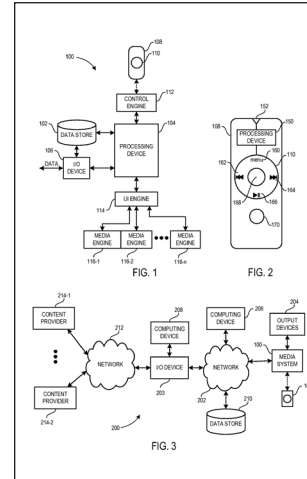 108
110
100
112
CONTROL ENGINE
102
104
DATA STORE
PROCESSING DEVICE
106
I/O DEVICE
DATA
UI ENGINE
114
MEDIA ENGINE
MEDIA ENGINE
MEDIA ENGINE
116-1
116-2
116-n
FIG. 1
152
108
150
PROCESSING DEVICE
160
menu
162
110
164
168
166
170
FIG. 2
214-1
CONTENT PROVIDER
208
206
204
212
COMPUTING DEVICE
COMPUTING DEVICE
OUTPUT DEVICES
100
NETWORK
I/O DEVICE
NETWORK
MEDIA SYSTEM
203
202
210
CONTENT PROVIDER
214-2
200
DATA STORE
FIG. 3